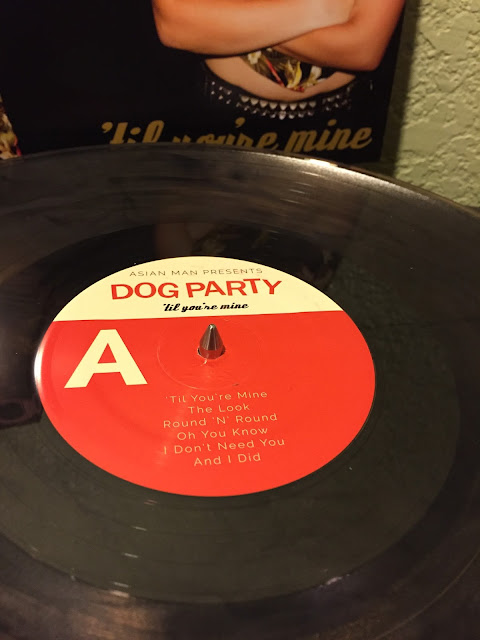 'til you're mine
ASIAN MAN PRESENTS
DOG PARTY
'til you're mine
A
'Til You're Mine
The Look
Round 'N' Round
Oh You Know
I Don't Need You
And I Did